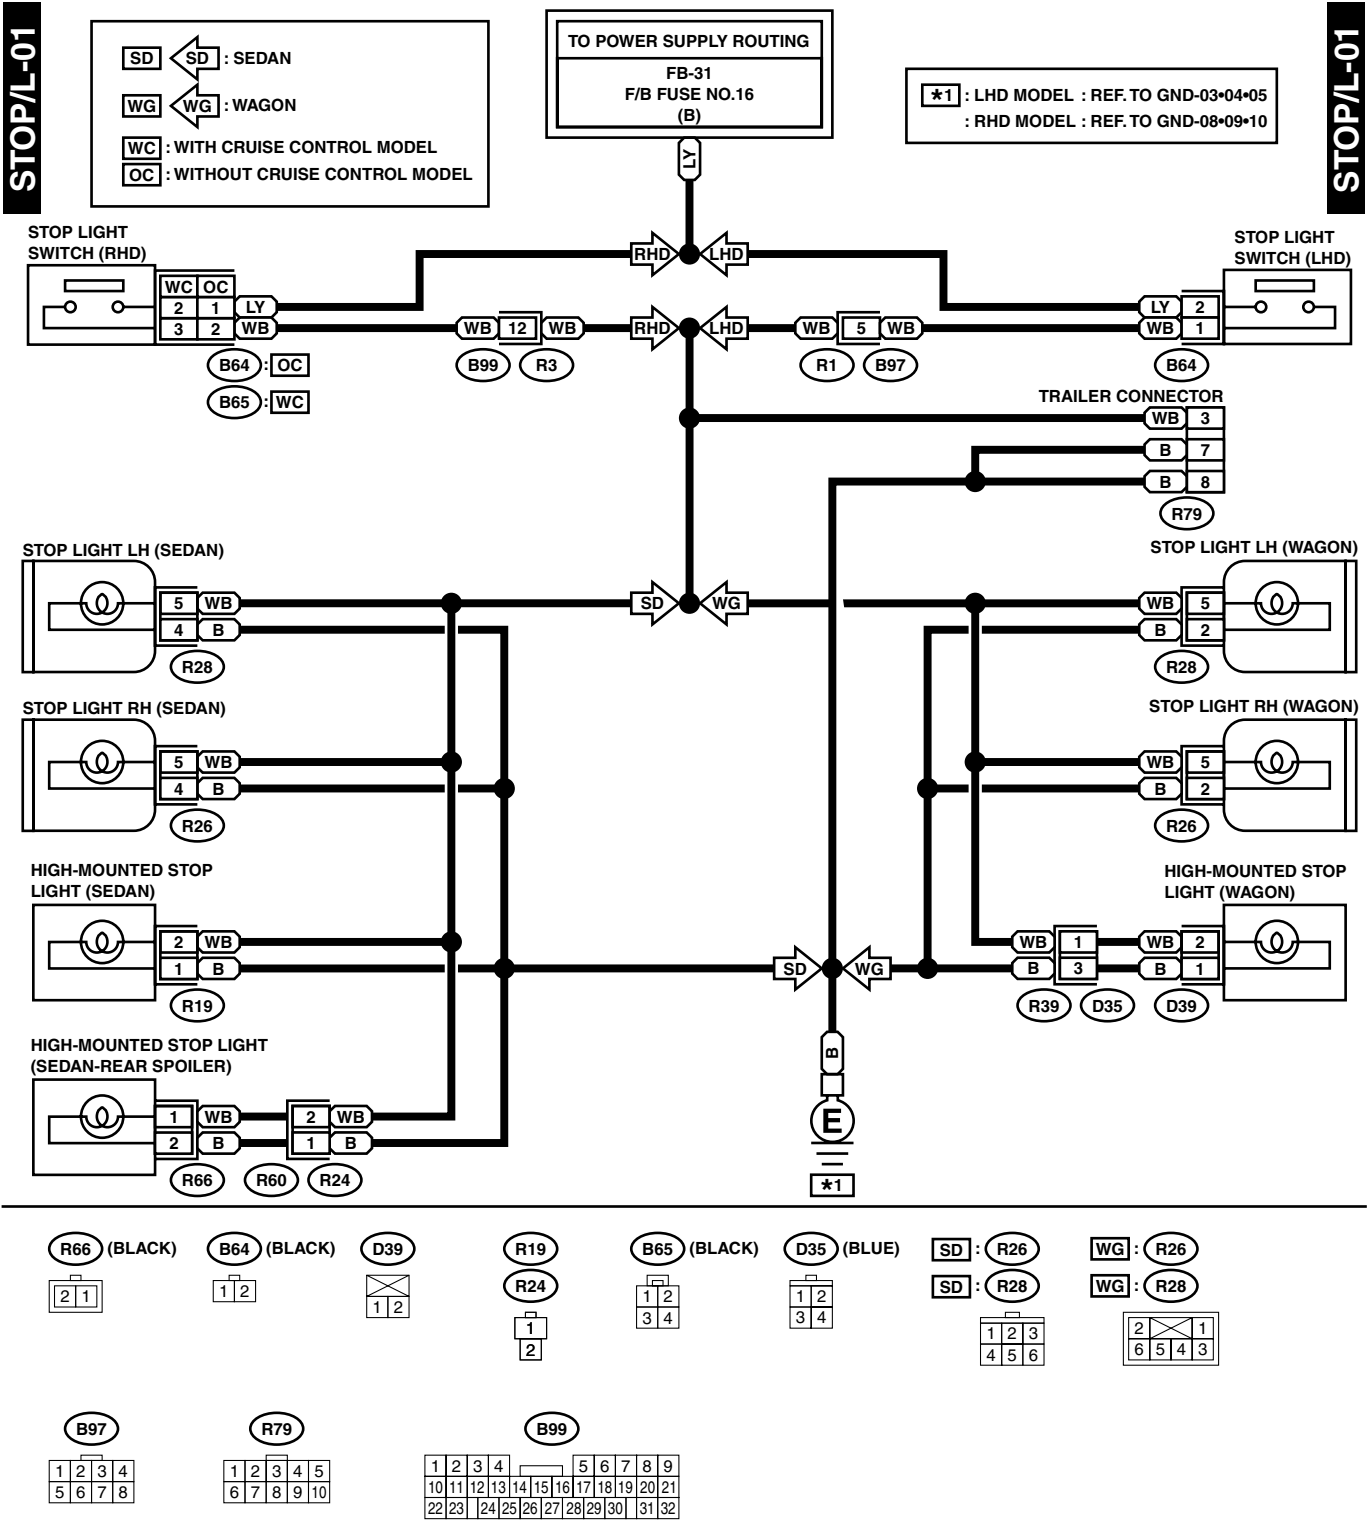 STOP/L-01
STOP/L-01
SD SD : SEDAN
WG WG : WAGON
WC : WITH CRUISE CONTROL MODEL
OC : WITHOUT CRUISE CONTROL MODEL
TO POWER SUPPLY ROUTING
FB-31
F/B FUSE NO.16
(B)
*1 : LHD MODEL : REF. TO GND-03•04•05
: RHD MODEL : REF. TO GND-08•09•10
LY
STOP LIGHT
SWITCH (RHD)
WC OC
2 1 LY
3 2 WB
B64 : OC
B65 : WC
RHD LHD
WB 12 WB
B99 R3
RHD LHD
WB 5 WB
R1 B97
STOP LIGHT
SWITCH (LHD)
LY 2
WB 1
B64
TRAILER CONNECTOR
WB 3
B 7
B 8
R79
STOP LIGHT LH (SEDAN)
5 WB
4 B
R28
SD WG
STOP LIGHT LH (WAGON)
WB 5
B 2
R28
STOP LIGHT RH (SEDAN)
5 WB
4 B
R26
STOP LIGHT RH (WAGON)
WB 5
B 2
R26
HIGH-MOUNTED STOP
LIGHT (SEDAN)
2 WB
1 B
R19
SD WG
HIGH-MOUNTED STOP
LIGHT (WAGON)
WB 1 WB 2
B 3 B 1
R39 D35 D39
HIGH-MOUNTED STOP LIGHT
(SEDAN-REAR SPOILER)
1 WB 2 WB
2 B 1 B
R66 R60 R24
B
E
*1
R66 (BLACK)
2 1
B64 (BLACK)
1 2
D39
1 2
R19
R24
1
2
B65 (BLACK)
1 2
3 4
D35 (BLUE)
1 2
3 4
SD : R26
SD : R28
1 2 3
4 5 6
WG : R26
WG : R28
2 1
6 5 4 3
B97
1 2 3 4
5 6 7 8
R79
1 2 3 4 5
6 7 8 9 10
B99
1 2 3 4 5 6 7 8 9
10 11 12 13 14 15 16 17 18 19 20 21
22 23 24 25 26 27 28 29 30 31 32